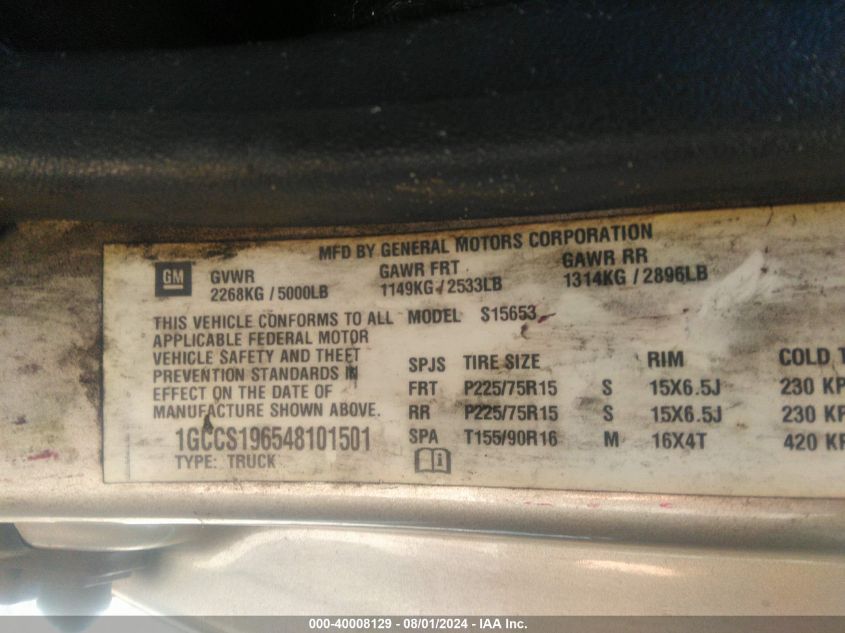 MFD BY GENERAL MOTORS CORPORATION
GM GVWR GAWR FRT GAWR RR
2268KG / 5000LB 1149KG / 2533LB 1314KG / 2896LB
THIS VEHICLE CONFORMS TO ALL MODEL S15653
APPLICABLE FEDERAL MOTOR
VEHICLE SAFETY AND THEFT
PREVENTION STANDARDS IN
EFFECT ON THE DATE OF
MANUFACTURE SHOWN ABOVE.
SPJS TIRE SIZE RIM COLD
FRT P225/75R15 S 15X6.5J 230
RR P225/75R15 S 15X6.5J 230
SPA T155/90R16 M 16X4T 420
1GCCS196548101501
TYPE: TRUCK
000-40008129 - 08/01/2024 - IAA Inc.